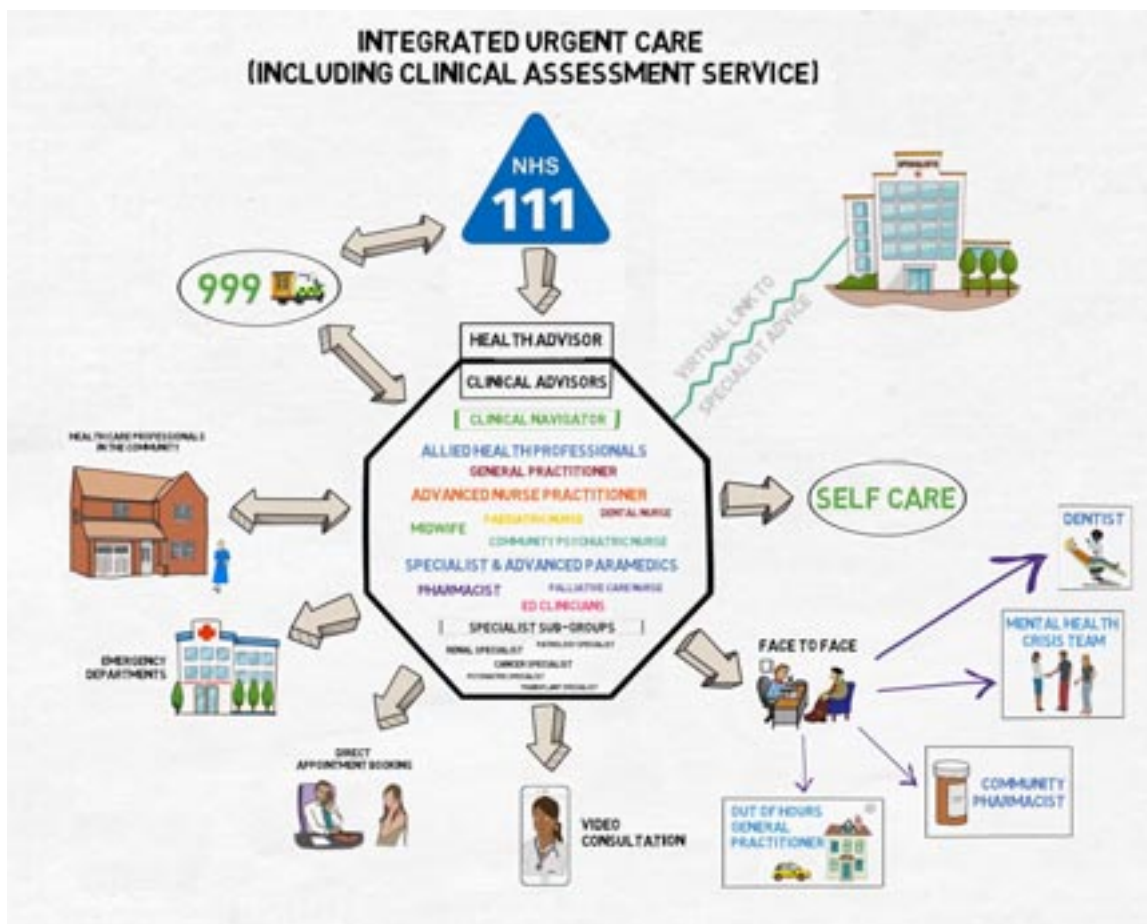 INTEGRATED URGENT CARE
(INCLUDING CLINICAL ASSESSMENT SERVICE)
NHS
111
999
HEALTH ADVISOR
CLINICAL ADVISORS
[CLINICAL NAVIGATOR]
ALLIED HEALTH PROFESSIONALS
GENERAL PRACTITIONER
ADVANCED NURSE PRACTITIONER
DENTAL NURSE
PAEDIATRIC NURSE
MIDWIFE
COMMUNITY PSYCHIATRIC NURSE
SPECIALIST & ADVANCED PARAMEDICS
PHARMACIST
PALLIATIVE CARE NURSE
ED CLINICIANS
[SPECIALIST SUB-GROUPS]
RENAL SPECIALIST
CANCER SPECIALIST
PSYCHIATRIC SPECIALIST
TRANSPLANT SPECIALIST
VIRTUAL LINK TO
SPECIALIST ADVICE
HEALTH CARE PROFESSIONALS
IN THE COMMUNITY
EMERGENCY
DEPARTMENTS
DIRECT
APPOINTMENT BOOKING
VIDEO
CONSULTATION
SELF CARE
FACE TO FACE
DENTIST
MENTAL HEALTH
CRISIS TEAM
COMMUNITY
PHARMACIST
OUT OF HOURS
GENERAL
PRACTITIONER